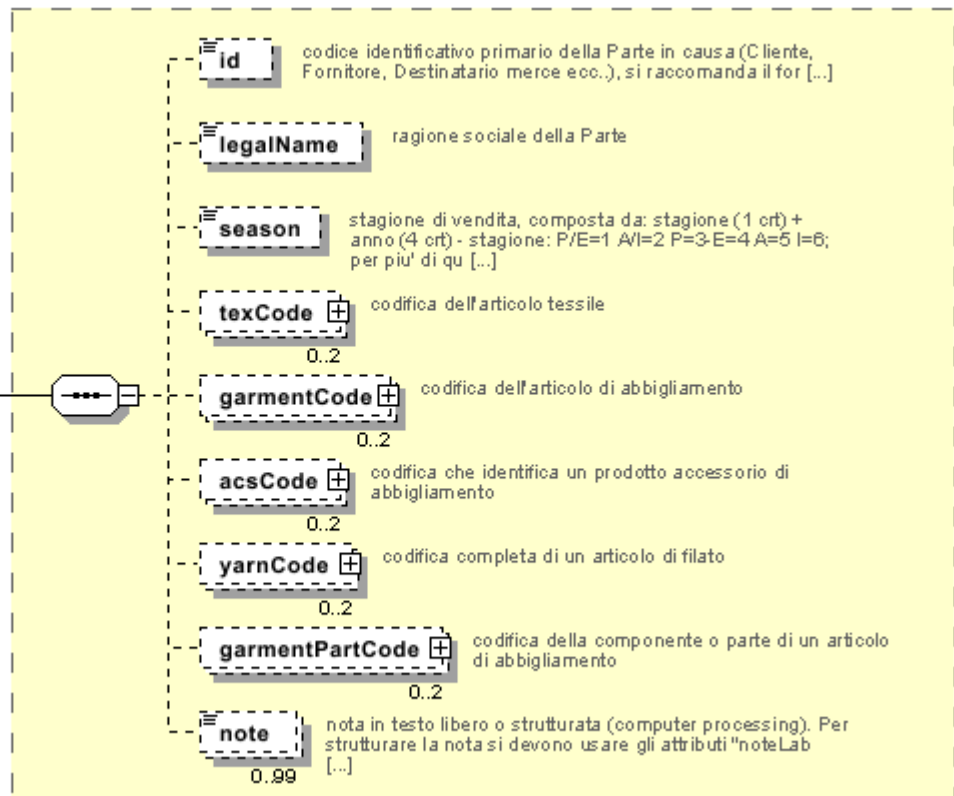 id
codice identificativo primario della Parte in causa (Cliente,
Fornitore, Destinatario merce ecc..), si raccomanda il for [...]
legalName
ragione sociale della Parte
season
stagione di vendita, composta da: stagione (1 crt) +
anno (4 crt) - stagione: P/E=1 A/I=2 P=3-E=4 A=5 I=6;
per piu' di qu [...]
texCode
codifica dell'articolo tessile
0..2
garmentCode
codifica dell'articolo di abbigliamento
0..2
acsCode
codifica che identifica un prodotto accessorio di
abbigliamento
0..2
yarnCode
codifica completa di un articolo di filato
0..2
garmentPartCode
codifica della componente o parte di un articolo
di abbigliamento
0..2
note
nota in testo libero o strutturata (computer processing). Per
strutturare la nota si devono usare gli attributi "noteLab
[...]
0..99